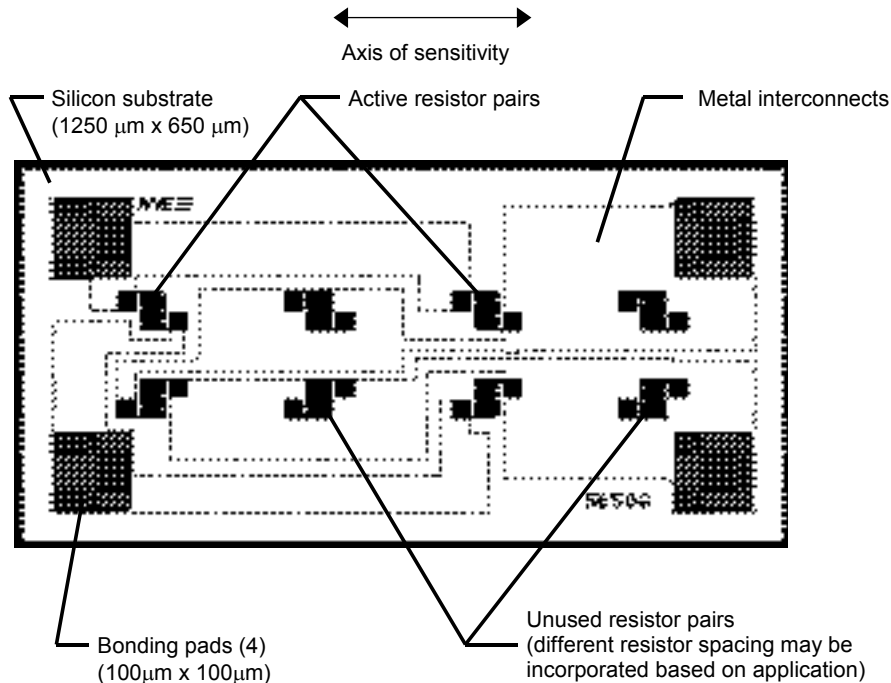 Axis of sensitivity
Silicon substrate
(1250 μm x 650 μm)
Active resistor pairs
Metal interconnects
NVE
Bonding pads (4)
(100μm x 100μm)
Unused resistor pairs
(different resistor spacing may be
incorporated based on application)